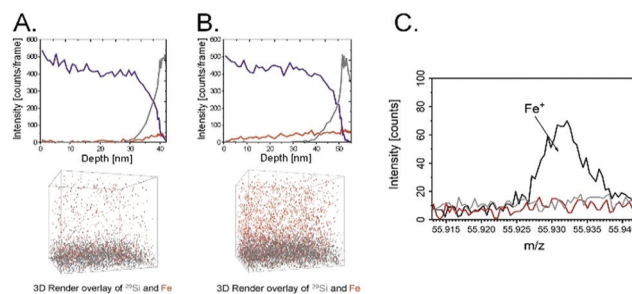 A.
B.
C.
Intensity [counts/frame]
600
500
400
300
200
100
0
0 10 20 30 40
Depth [nm]
Intensity [counts/frame]
600
500
400
300
200
100
0
0 10 20 30 40 50
Depth [nm]
Intensity [counts]
100
80
60
40
20
0
Fe⁺
55.915 55.920 55.925 55.930 55.935 55.940
m/z
3D Render overlay of ²⁹Si and Fe
3D Render overlay of ²⁹Si and Fe